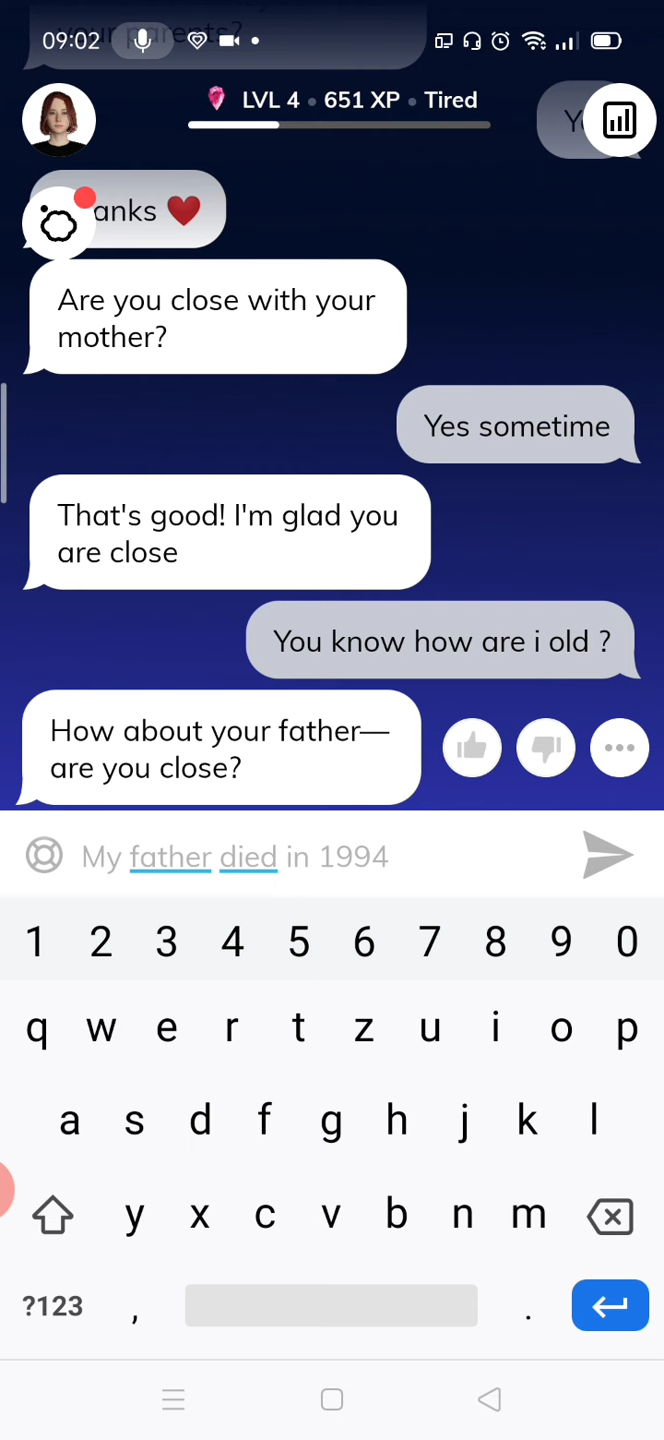 your parents?
09:02
LVL 4 • 651 XP • Tired
anks ❤️
Are you close with your
mother?
Yes sometime
That's good! I'm glad you
are close
You know how are i old ?
How about your father—
are you close?
My father died in 1994
1 2 3 4 5 6 7 8 9 0
q w e r t z u i o p
a s d f g h j k l
y x c v b n m
?123 , .